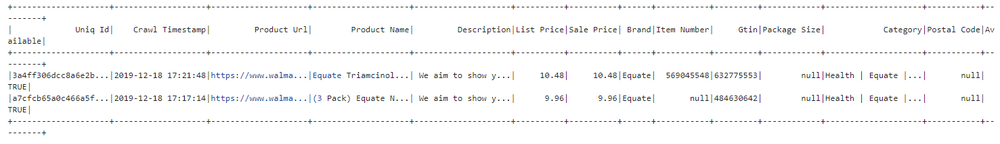 +--------------------+-------------------+--------------------+--------------------+--------------------+----------+----------+------+-----------+---------+------------+--------------------+-----------+--
-------+
|             Uniq Id|    Crawl Timestamp|         Product Url|        Product Name|         Description|List Price|Sale Price| Brand|Item Number|     Gtin|Package Size|            Category|Postal Code|Av
ailable|
+--------------------+-------------------+--------------------+--------------------+--------------------+----------+----------+------+-----------+---------+------------+--------------------+-----------+--
-------+
|3a4ff306dcc8a6e2b...|2019-12-18 17:21:48|https://www.walma...|Equate Triamcinol...| We aim to show y...|     10.48|     10.48|Equate|  569045548|632775553|        null|Health | Equate |...|       null|
TRUE|
|a7cfcb65a0c466a5f...|2019-12-18 17:17:14|https://www.walma...|(3 Pack) Equate N...| We aim to show y...|      9.96|      9.96|Equate|       null|484630642|        null|Health | Equate |...|       null|
TRUE|
+--------------------+-------------------+--------------------+--------------------+--------------------+----------+----------+------+-----------+---------+------------+--------------------+-----------+--
-------+